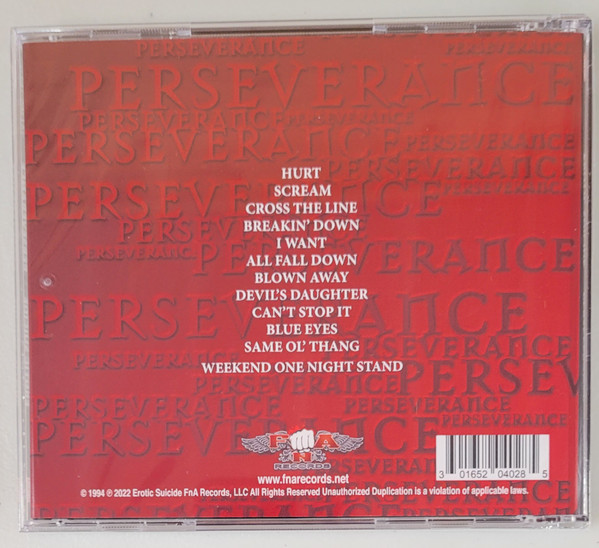 PERSEVERANCE PERSEVERANCE
PERSEVERANCE
PERSEVERANCE PERSEVERANCE
PERSEVERANCE PERSEVERANCE
PERSEVERANCE
HURT
SCREAM
CROSS THE LINE
BREAKIN' DOWN
I WANT
ALL FALL DOWN
BLOWN AWAY
DEVIL'S DAUGHTER
CAN'T STOP IT
BLUE EYES
SAME OL' THANG
WEEKEND ONE NIGHT STAND
PERSEVERANCE
PERSEVERANCE
PERSEVERANCE
FNA
RECORDS
www.fnarecords.net
3 01652 04028 5
© 1994 ℗ 2022 Erotic Suicide FnA Records, LLC All Rights Reserved Unauthorized Duplication is a violation of applicable laws.